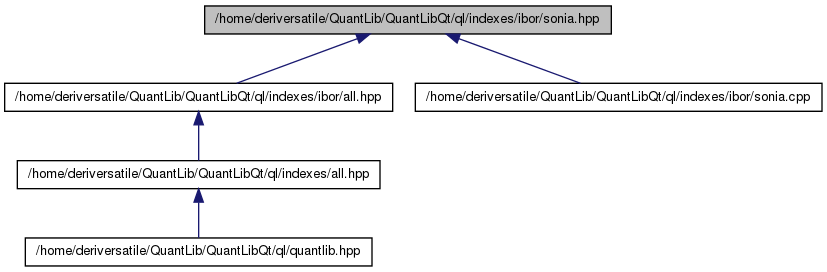 /home/deriversatile/QuantLib/QuantLibQt/ql/indexes/ibor/sonia.hpp
/home/deriversatile/QuantLib/QuantLibQt/ql/indexes/ibor/all.hpp
/home/deriversatile/QuantLib/QuantLibQt/ql/indexes/ibor/sonia.cpp
/home/deriversatile/QuantLib/QuantLibQt/ql/indexes/all.hpp
/home/deriversatile/QuantLib/QuantLibQt/ql/quantlib.hpp